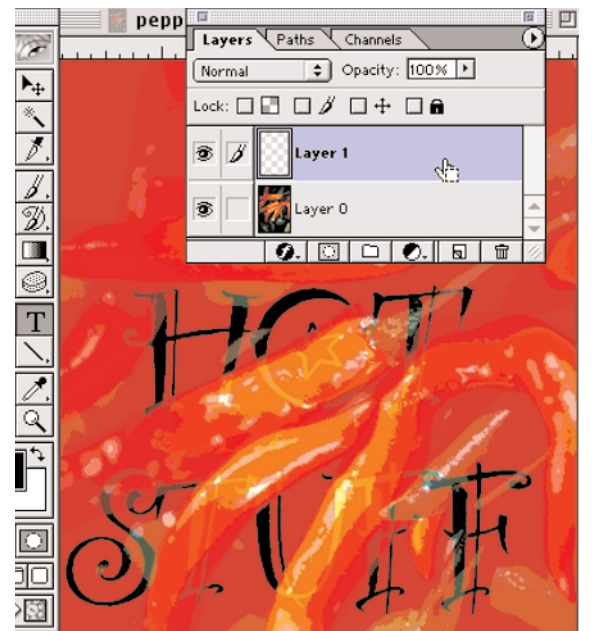 pepp
Layers Paths Channels
Normal Opacity: 100%
Lock:
Layer 1
Layer 0
T
HOT
STUFF